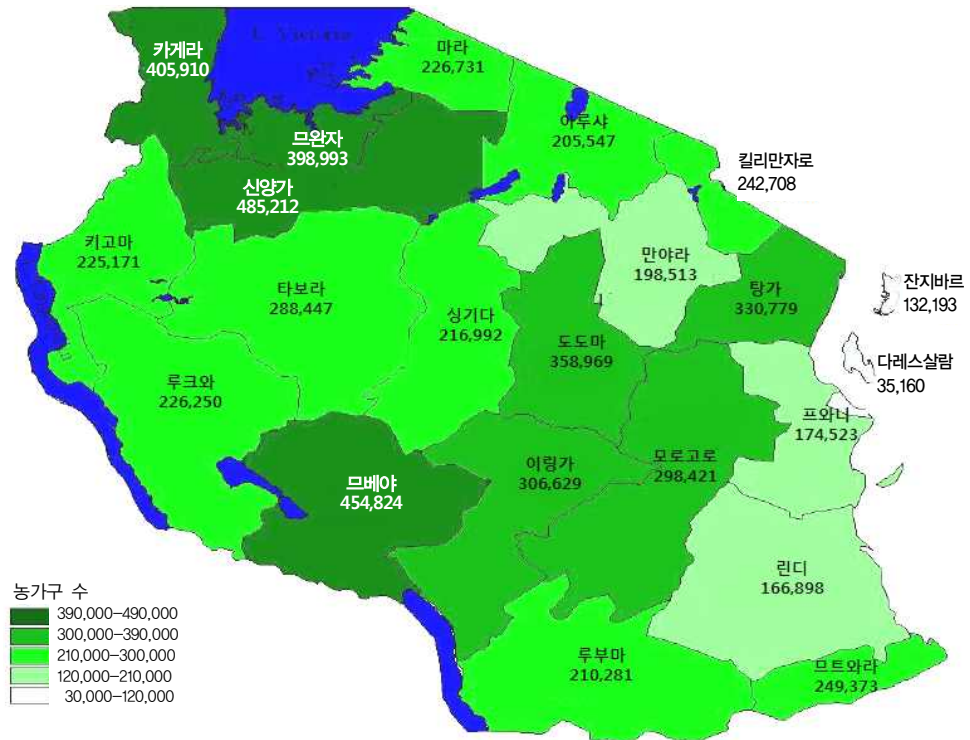 L. Victoria
마라
226,731
카게라
405,910
아루샤
205,547
므완자
398,993
킬리만자로
242,708
신양가
485,212
키고마
225,171
만야라
198,513
타보라
288,447
탕가
330,779
잔지바르
132,193
싱기다
216,992
도도마
358,969
다레스살람
35,160
루크와
226,250
프와니
174,523
이링가
306,629
모로고로
298,421
므베야
454,824
린디
166,898
농가구 수
390,000-490,000
300,000-390,000
210,000-300,000
120,000-210,000
30,000-120,000
루부마
210,281
므트와라
249,373